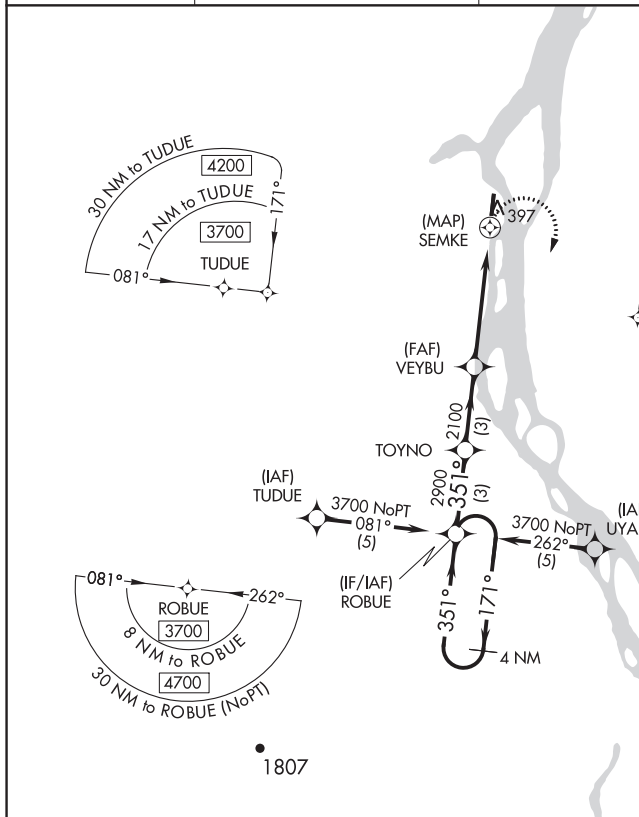 30 NM to TUDUE
4200
17 NM to TUDUE
3700
TUDUE
081°
171°
(MAP)
SEMKE
397
(FAF)
VEYBU
2100
(3)
TOYNO
2900
351°
(3)
(IAF)
TUDUE
3700 NoPT
081°
(5)
3700 NoPT
262°
(5)
(IA
UYA
(IF/IAF)
ROBUE
351°
171°
4 NM
081°
262°
ROBUE
3700
8 NM to ROBUE
4700
30 NM to ROBUE (NoPT)
1807